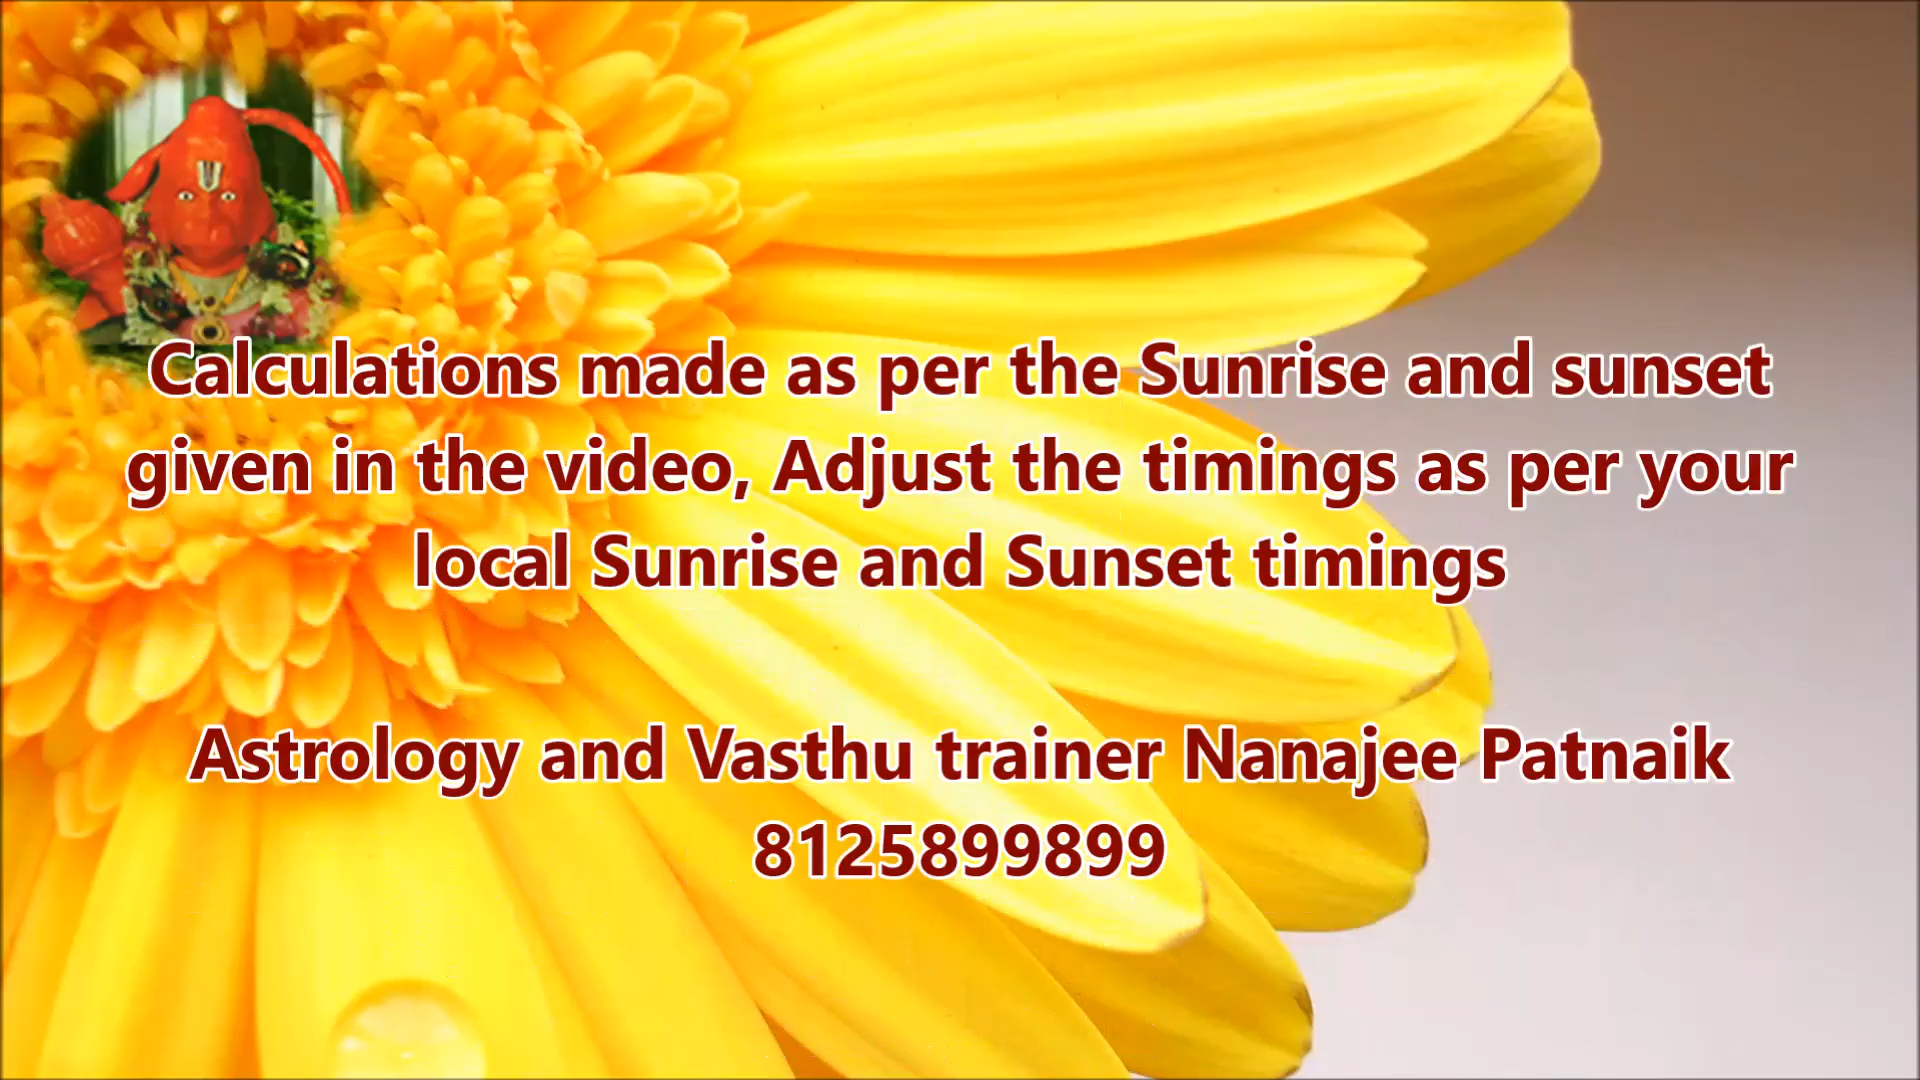 Calculations made as per the Sunrise and sunset
given in the video, Adjust the timings as per your
local Sunrise and Sunset timings
Astrology and Vasthu trainer Nanajee Patnaik
8125899899